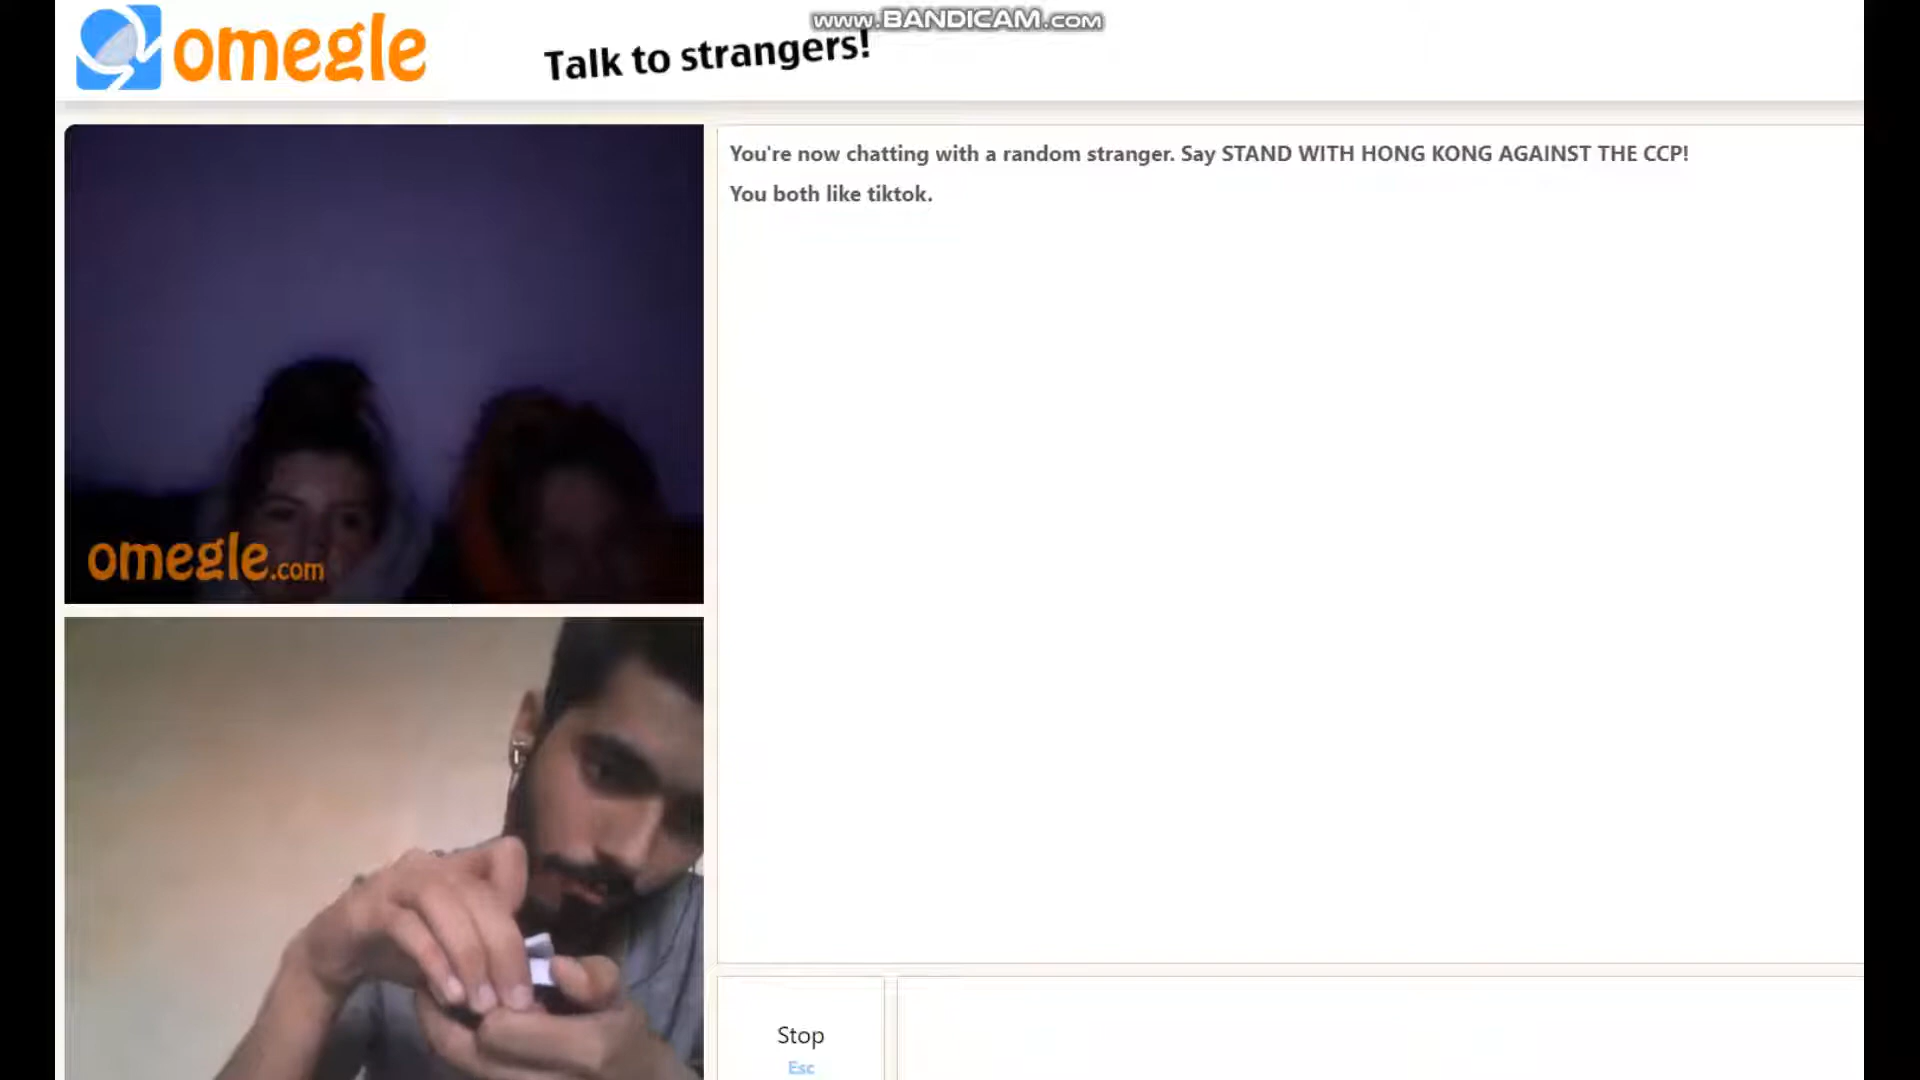 www.BANDICAM.com
omegle
Talk to strangers!
You're now chatting with a random stranger. Say STAND WITH HONG KONG AGAINST THE CCP!
You both like tiktok.
omegle.com
Stop
Esc